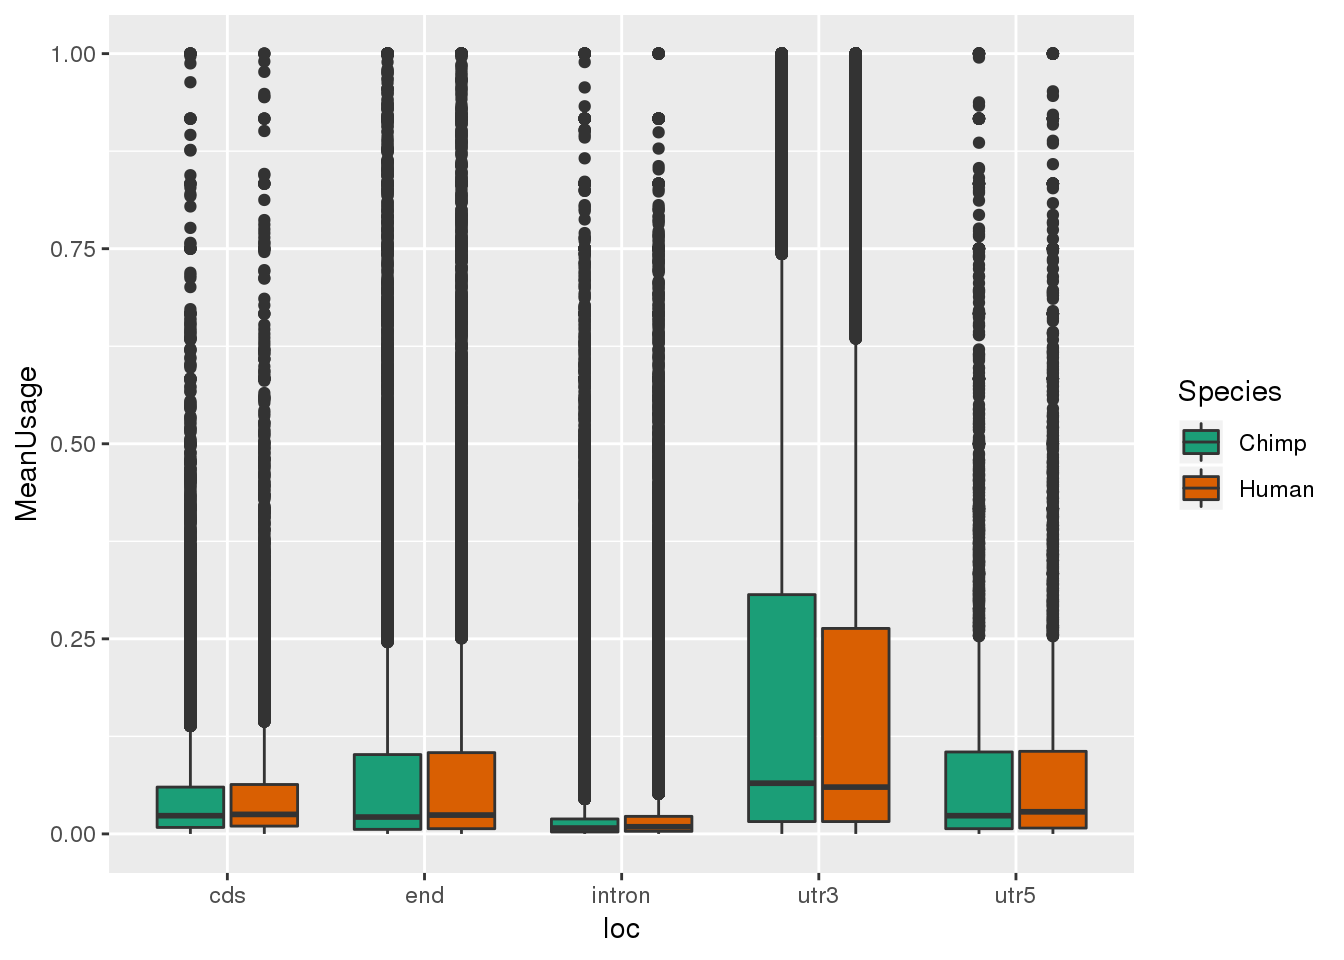 1.00
0.75
0.50
0.25
0.00
MeanUsage
cds end intron utr3 utr5
loc
Species
Chimp
Human